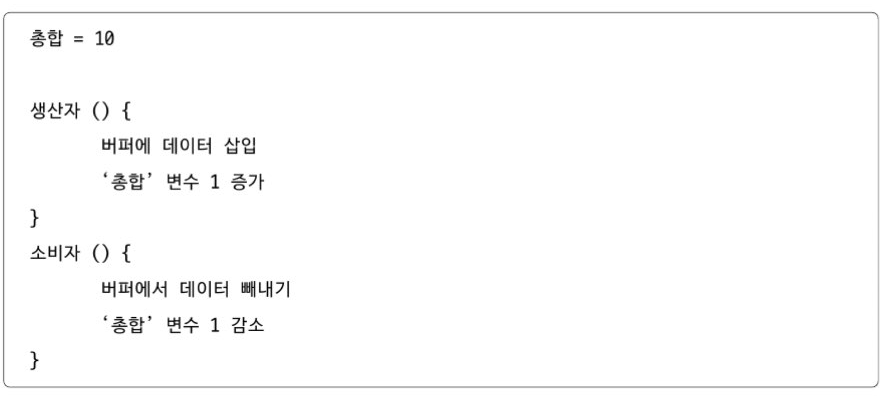 총합 = 10
생산자 () {
버퍼에 데이터 삽입
‘총합’ 변수 1 증가
}
소비자 () {
버퍼에서 데이터 빼내기
‘총합’ 변수 1 감소
}